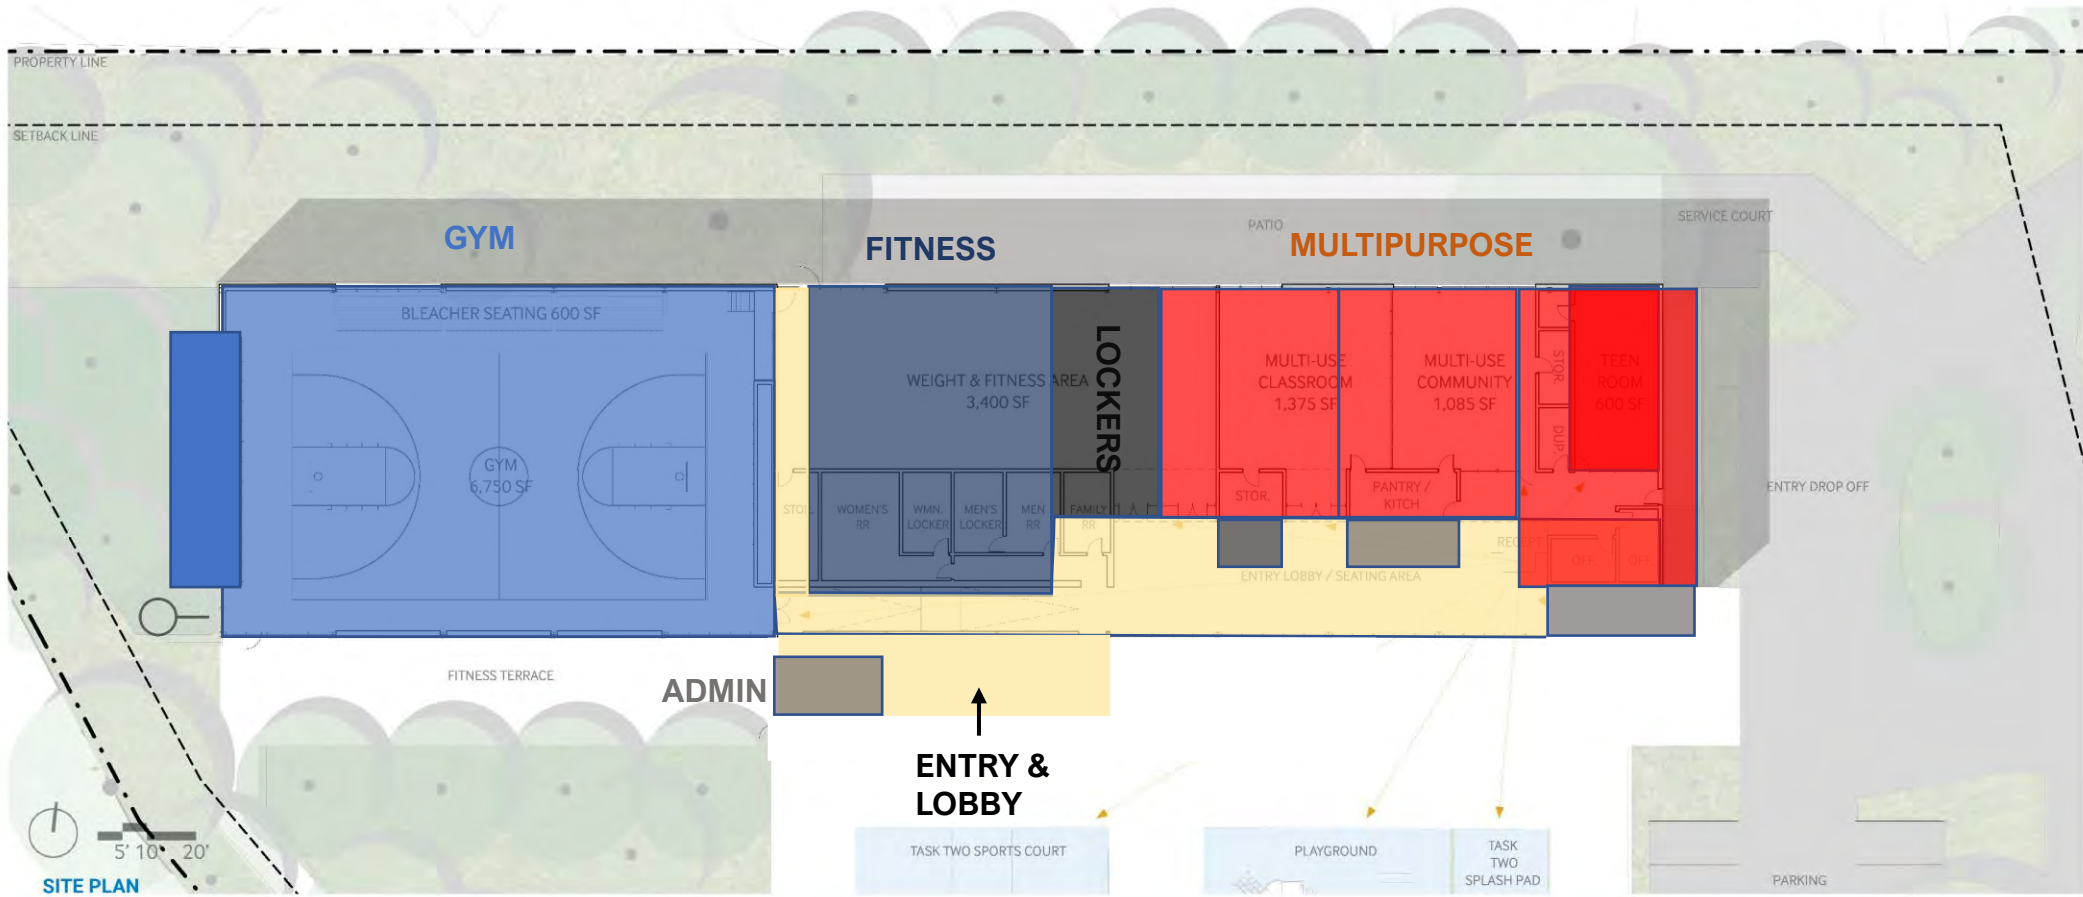 PROPERTY LINE
SETBACK LINE
SERVICE COURT
PATIO
GYM
FITNESS
MULTIPURPOSE
BLEACHER SEATING 600 SF
LOCKERS
WEIGHT & FITNESS AREA
3,400 SF
MULTI-USE
CLASSROOM
1,375 SF
MULTI-USE
COMMUNITY
1,085 SF
STOR.
TEEN
ROOM
600 SF
DUP.
GYM
6,750 SF
STOR.
WOMEN'S
RR
WMN.
LOCKER
MEN'S
LOCKER
MEN
RR
FAMILY
RR
STOR.
PANTRY /
KITCH
ENTRY DROP OFF
RECEPT
OFF.
OFF.
ENTRY LOBBY / SEATING AREA
FITNESS TERRACE
ADMIN
ENTRY &
LOBBY
5' 10' 20'
SITE PLAN
TASK TWO SPORTS COURT
PLAYGROUND
TASK
TWO
SPLASH PAD
PARKING